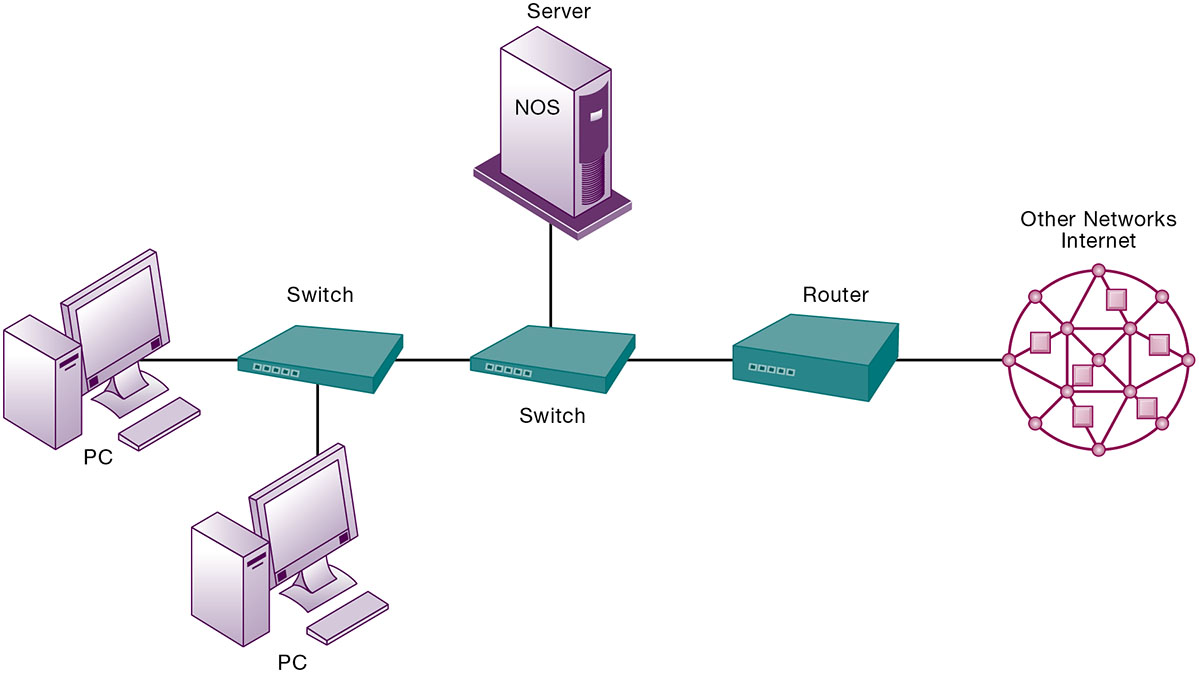 Server
NOS
Other Networks
Internet
Switch
Router
Switch
PC
PC